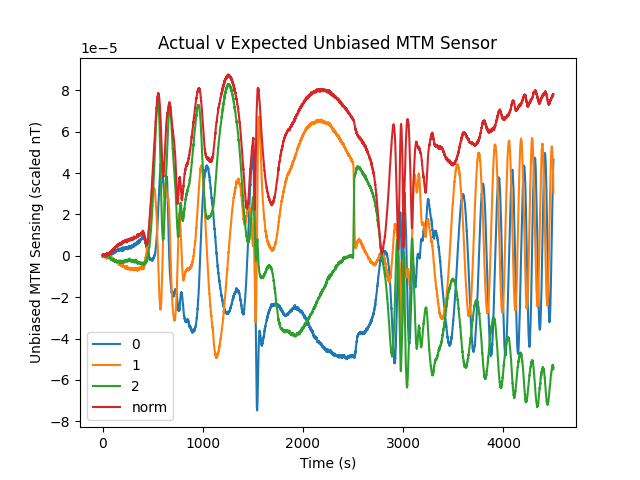 Actual v Expected Unbiased MTM Sensor
1e−5
Unbiased MTM Sensing (scaled nT)
8
6
4
2
0
−2
−4
−6
−8
0
1
2
norm
0 1000 2000 3000 4000
Time (s)